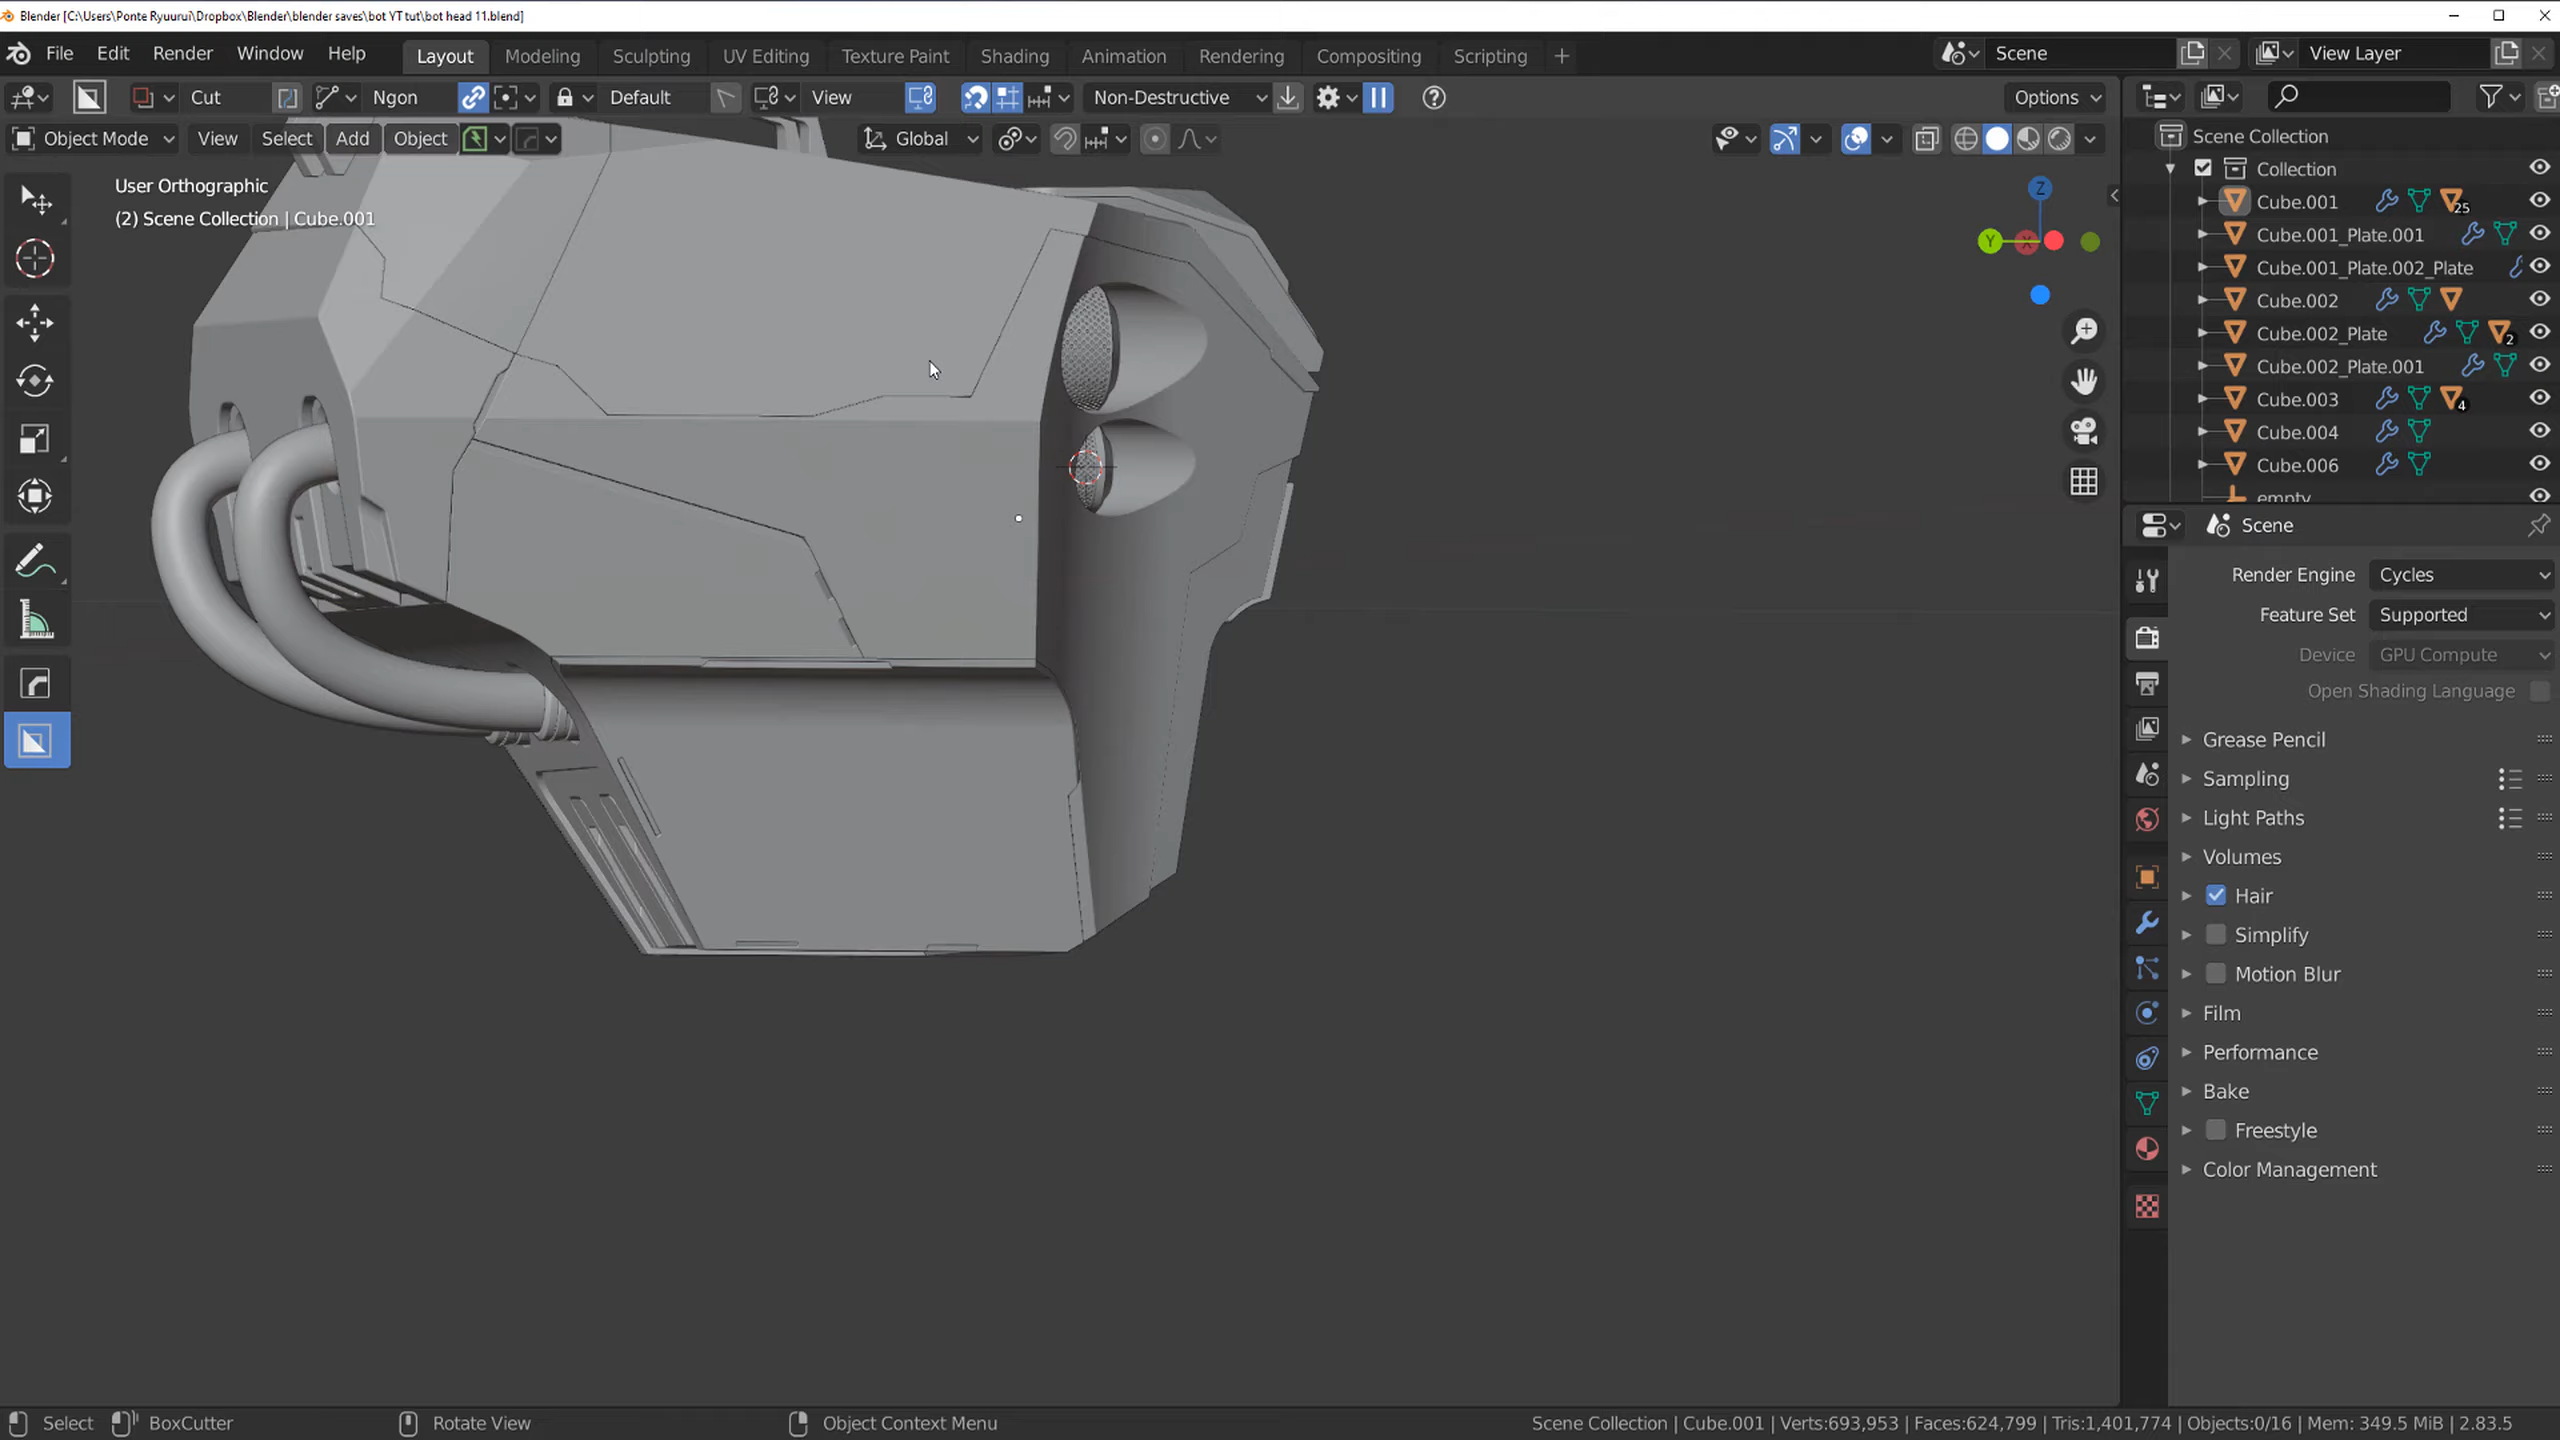 Blender [C:\Users\Ponte Ryuurui\Dropbox\Blender\blender saves\bot YT tut\bot head 11.blend]
File Edit Render Window Help Layout Modeling Sculpting UV Editing Texture Paint Shading Animation Rendering Compositing Scripting + Scene View Layer
Cut Ngon Default View Non-Destructive Options
Object Mode View Select Add Object Global
User Orthographic
(2) Scene Collection | Cube.001
Z
Y
X
Scene Collection
Collection
Cube.001 25
Cube.001_Plate.001
Cube.001_Plate.002_Plate
Cube.002
Cube.002_Plate 2
Cube.002_Plate.001
Cube.003 4
Cube.004
Cube.006
empty
Scene
Render Engine Cycles
Feature Set Supported
Device GPU Compute
Open Shading Language
Grease Pencil
Sampling
Light Paths
Volumes
Hair
Simplify
Motion Blur
Film
Performance
Bake
Freestyle
Color Management
Select BoxCutter Rotate View Object Context Menu Scene Collection | Cube.001 | Verts:693,953 | Faces:624,799 | Tris:1,401,774 | Objects:0/16 | Mem: 349.5 MiB | 2.83.5